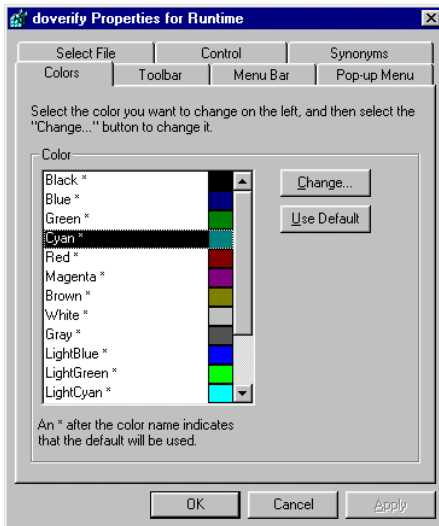 doverify Properties for Runtime
Select File
Control
Synonyms
Colors
Toolbar
Menu Bar
Pop-up Menu
Select the color you want to change on the left, and then select the
"Change..." button to change it.
Color
Black *
Blue *
Green *
Cyan *
Red *
Magenta *
Brown *
White *
Gray *
LightBlue *
LightGreen *
LightCyan *
Change...
Use Default
An * after the color name indicates
that the default will be used.
OK
Cancel
Apply